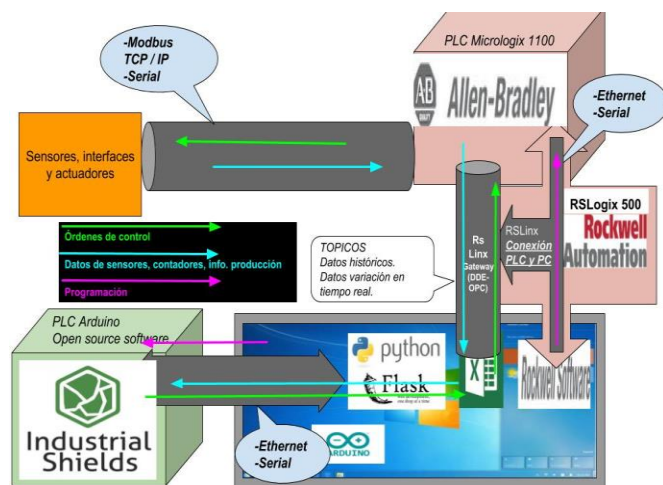 -Modbus
TCP / IP
-Serial
PLC Micrologix 1100
AB
Allen-Bradley
-Ethernet
-Serial
Sensores, interfaces
y actuadores
Órdenes de control
Datos de sensores, contadores, info. producción
Programación
TOPICOS
Datos históricos.
Datos variación en
tiempo real.
Rs
Linx
Gateway
(DDE-
OPC)
RSLinx
Conexión
PLC y PC
RSLogix 500
Rockwell
Automation
PLC Arduino
Open source software
Industrial
Shields
python
Flask
ARDUINO
X
Rockwell Software
-Ethernet
-Serial